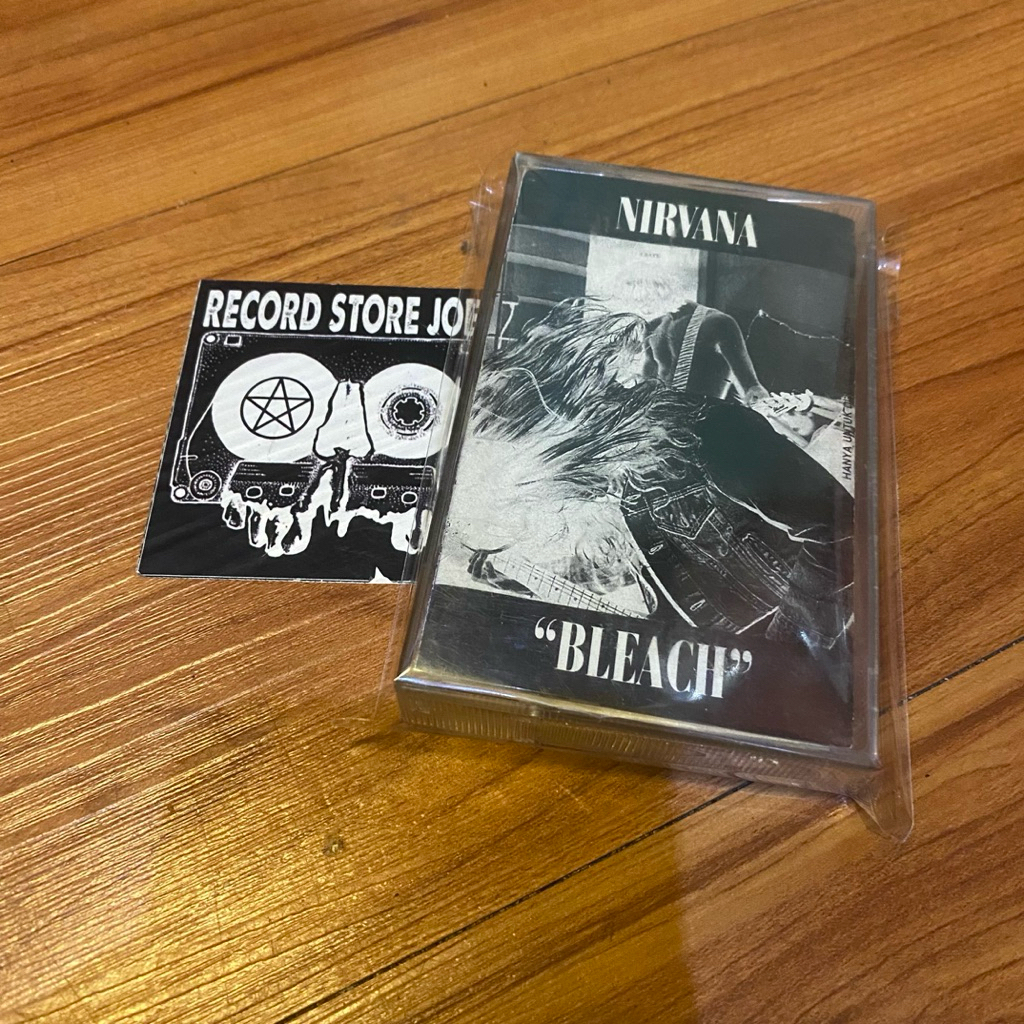 RECORD STORE JOE
NIRVANA
HANYA UNTUK
"BLEACH"